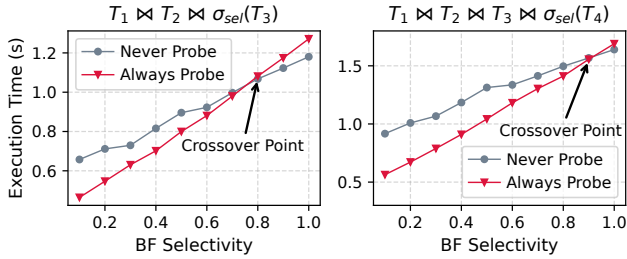 T₁ ⋈ T₂ ⋈ σ_sel(T₃)
Execution Time (s)
1.2
1.0
0.8
0.6
Never Probe
Always Probe
Crossover Point
0.2 0.4 0.6 0.8 1.0
BF Selectivity
T₁ ⋈ T₂ ⋈ T₃ ⋈ σ_sel(T₄)
1.5
1.0
0.5
Crossover Point
Never Probe
Always Probe
0.2 0.4 0.6 0.8 1.0
BF Selectivity